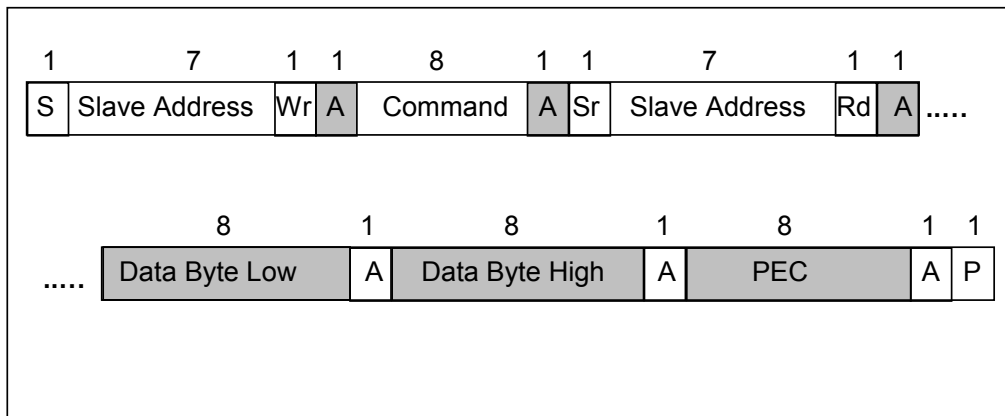 1 7 1 1 8 1 1 7 1 1
S Slave Address Wr A Command A Sr Slave Address Rd A .....
8 1 8 1 8 1 1
..... Data Byte Low A Data Byte High A PEC A P